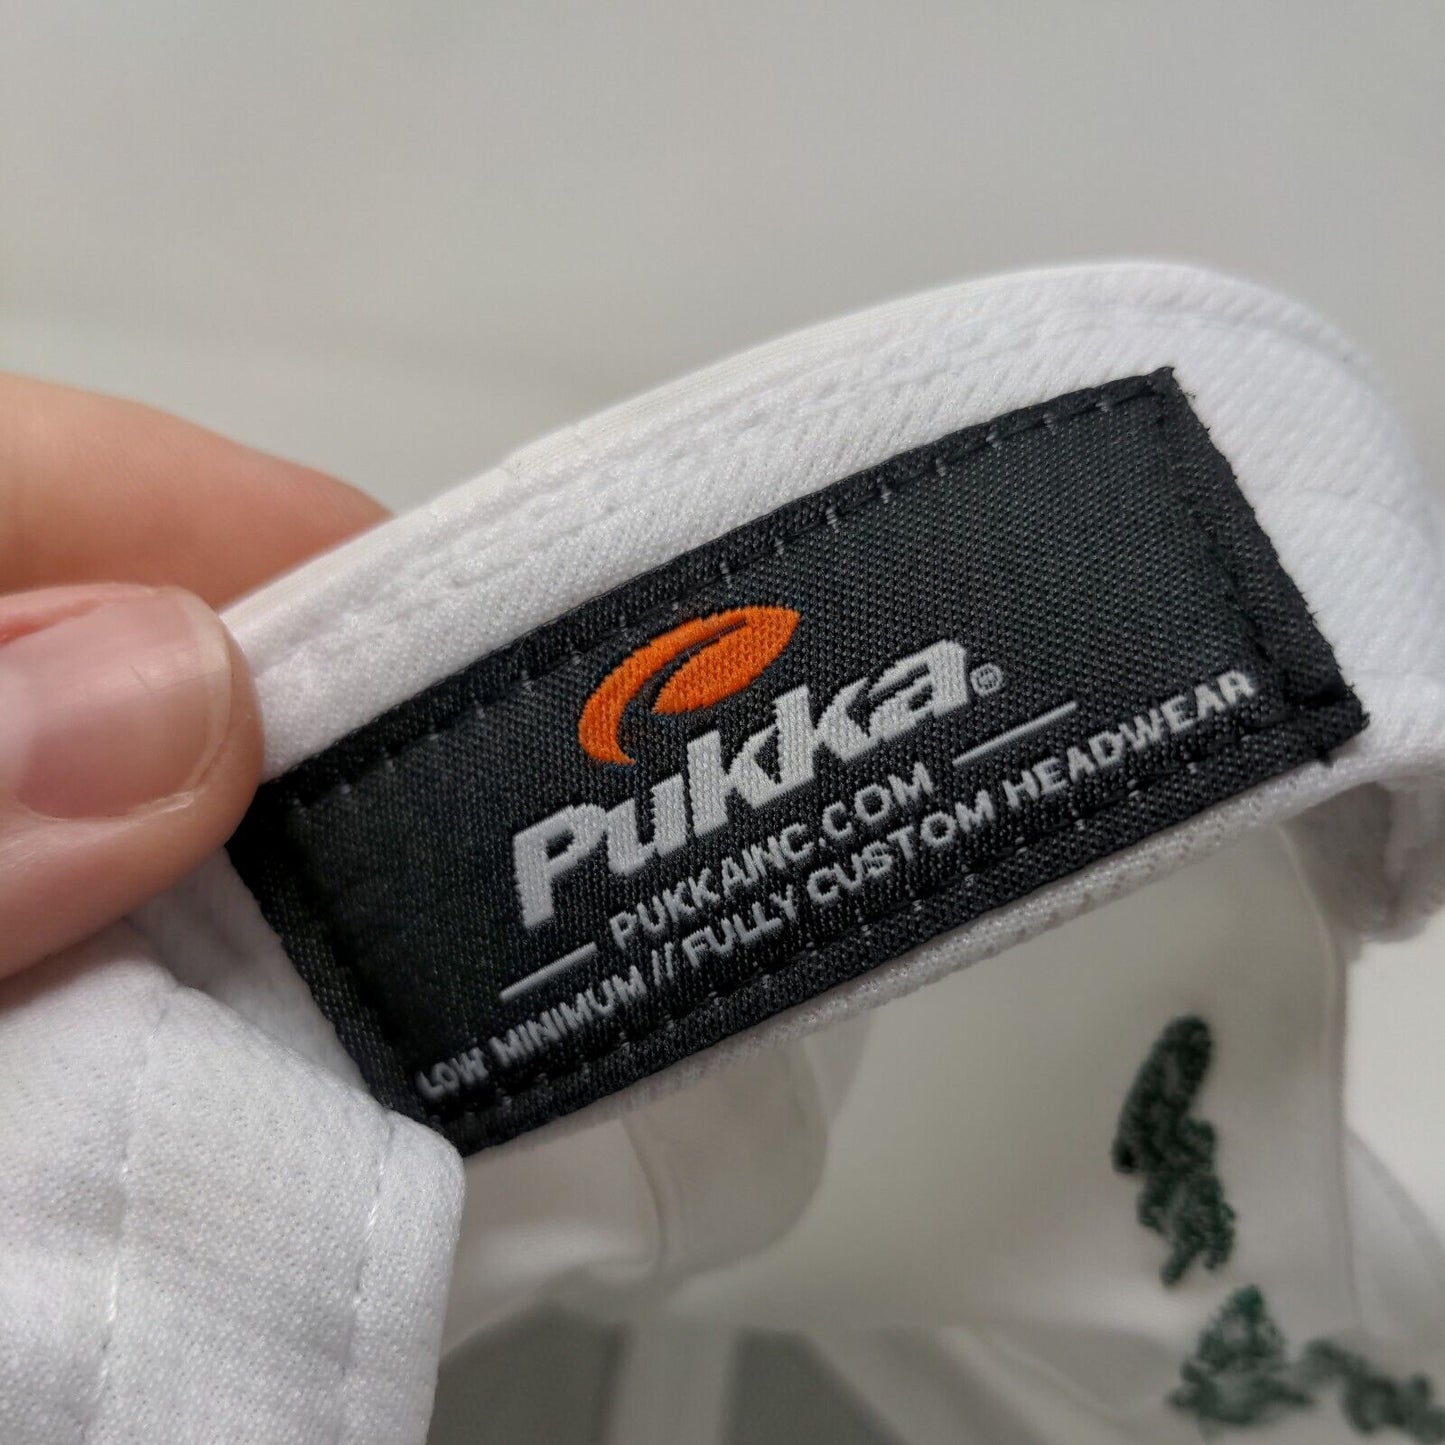 Pukka®
PUKKAINC.COM
LOW MINIMUM // FULLY CUSTOM HEADWEAR